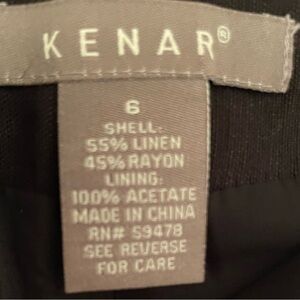 KENAR®
6
SHELL:
55% LINEN
45% RAYON
LINING:
100% ACETATE
MADE IN CHINA
RN# 59478
SEE REVERSE
FOR CARE